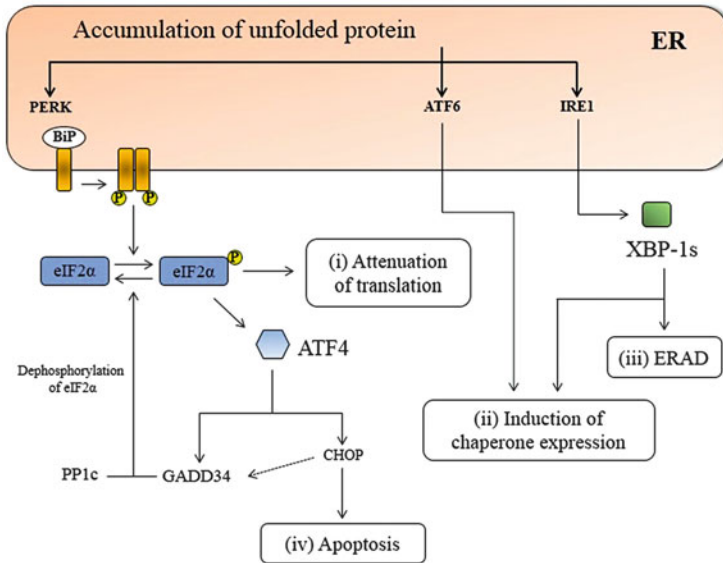 Accumulation of unfolded protein
ER
PERK
ATF6
IRE1
BiP
P
P
XBP-1s
eIF2α
eIF2α
P
(i) Attenuation
of translation
ATF4
(iii) ERAD
Dephosphorylation
of eIF2α
(ii) Induction of
chaperone expression
PP1c
GADD34
CHOP
(iv) Apoptosis